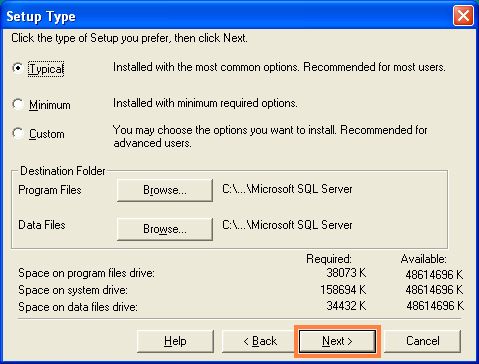 Setup Type
Click the type of Setup you prefer, then click Next.
Typical Installed with the most common options. Recommended for most users.
Minimum Installed with minimum required options.
Custom You may choose the options you want to install. Recommended for
advanced users.
Destination Folder
Program Files Browse... C:\...\Microsoft SQL Server
Data Files Browse... C:\...\Microsoft SQL Server
Required: Available:
Space on program files drive: 38073 K 48614696 K
Space on system drive: 158694 K 48614696 K
Space on data files drive: 34432 K 48614696 K
Help < Back Next > Cancel